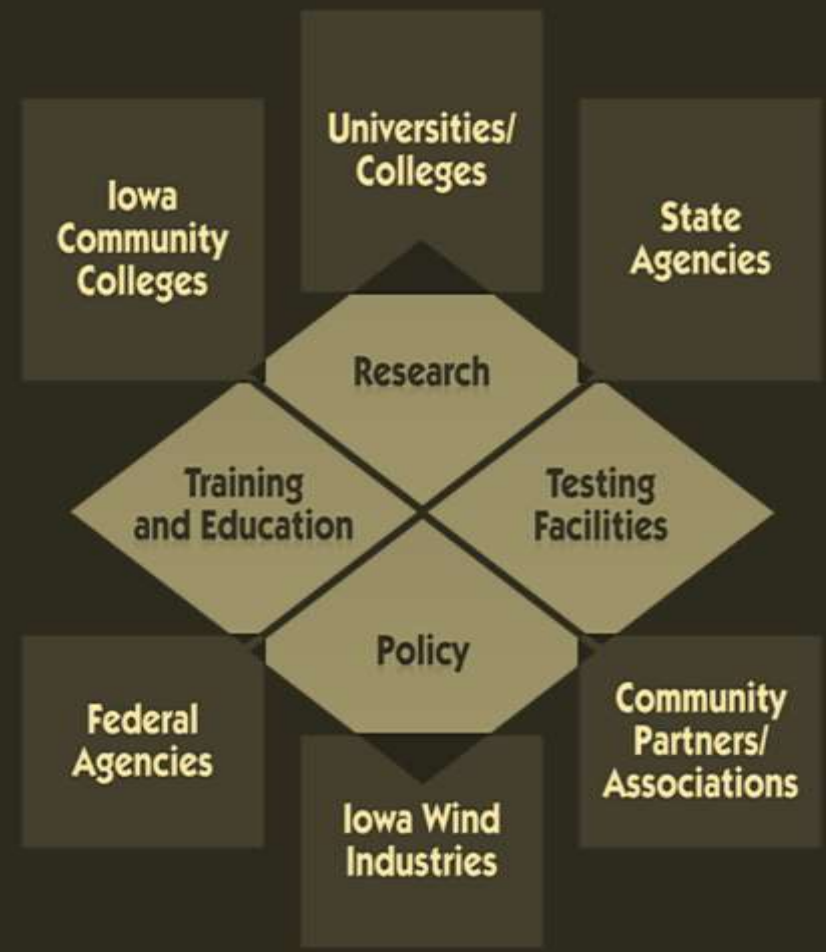 Universities/
Colleges
Iowa
Community
Colleges
State
Agencies
Research
Training
and Education
Testing
Facilities
Policy
Federal
Agencies
Community
Partners/
Associations
Iowa Wind
Industries